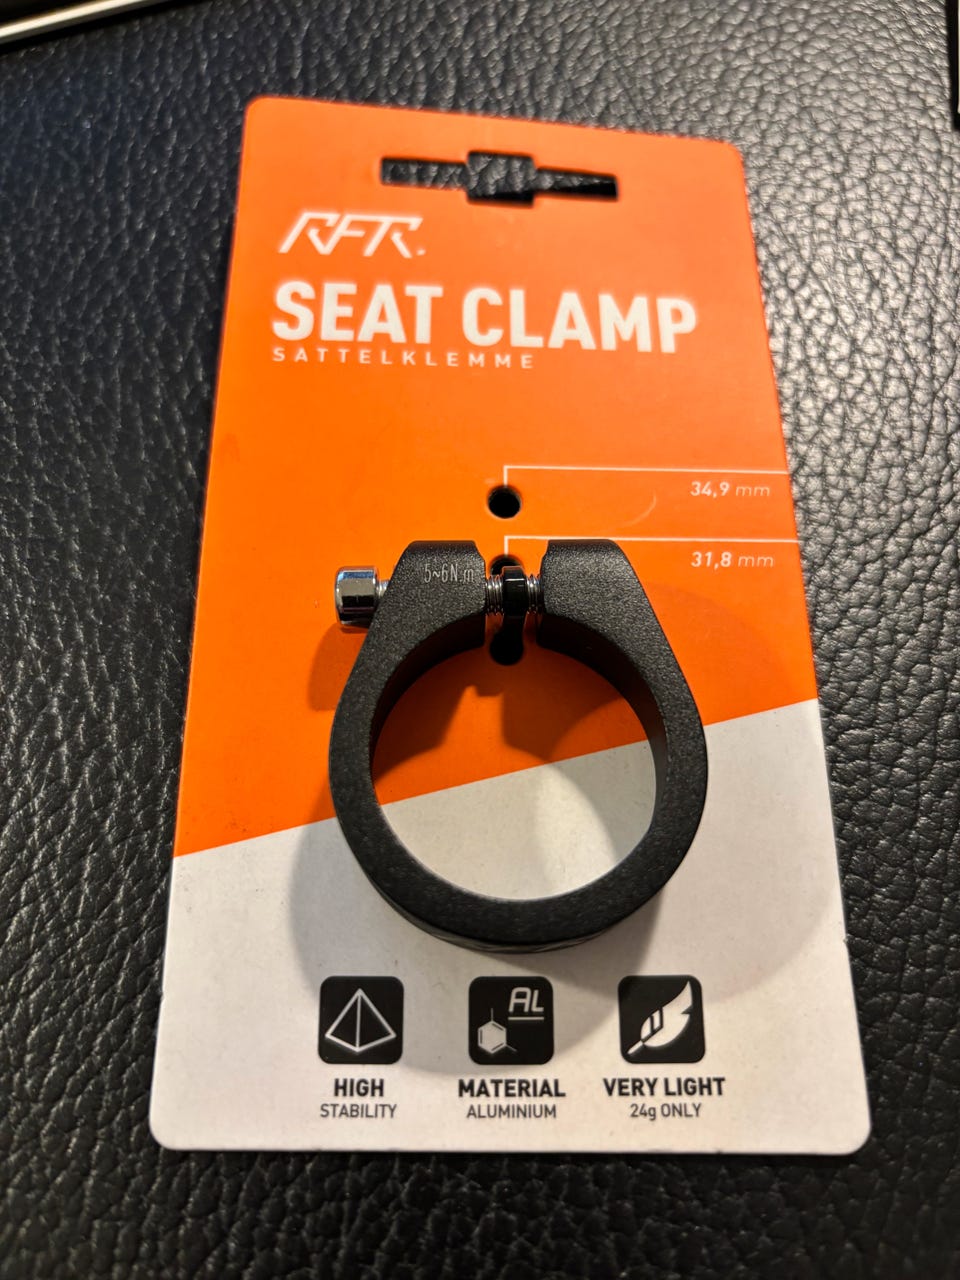 RFR.
SEAT CLAMP
SATTELKLEMME
34,9 mm
31,8 mm
5~6N.m
AL
HIGH
STABILITY
MATERIAL
ALUMINIUM
VERY LIGHT
24g ONLY